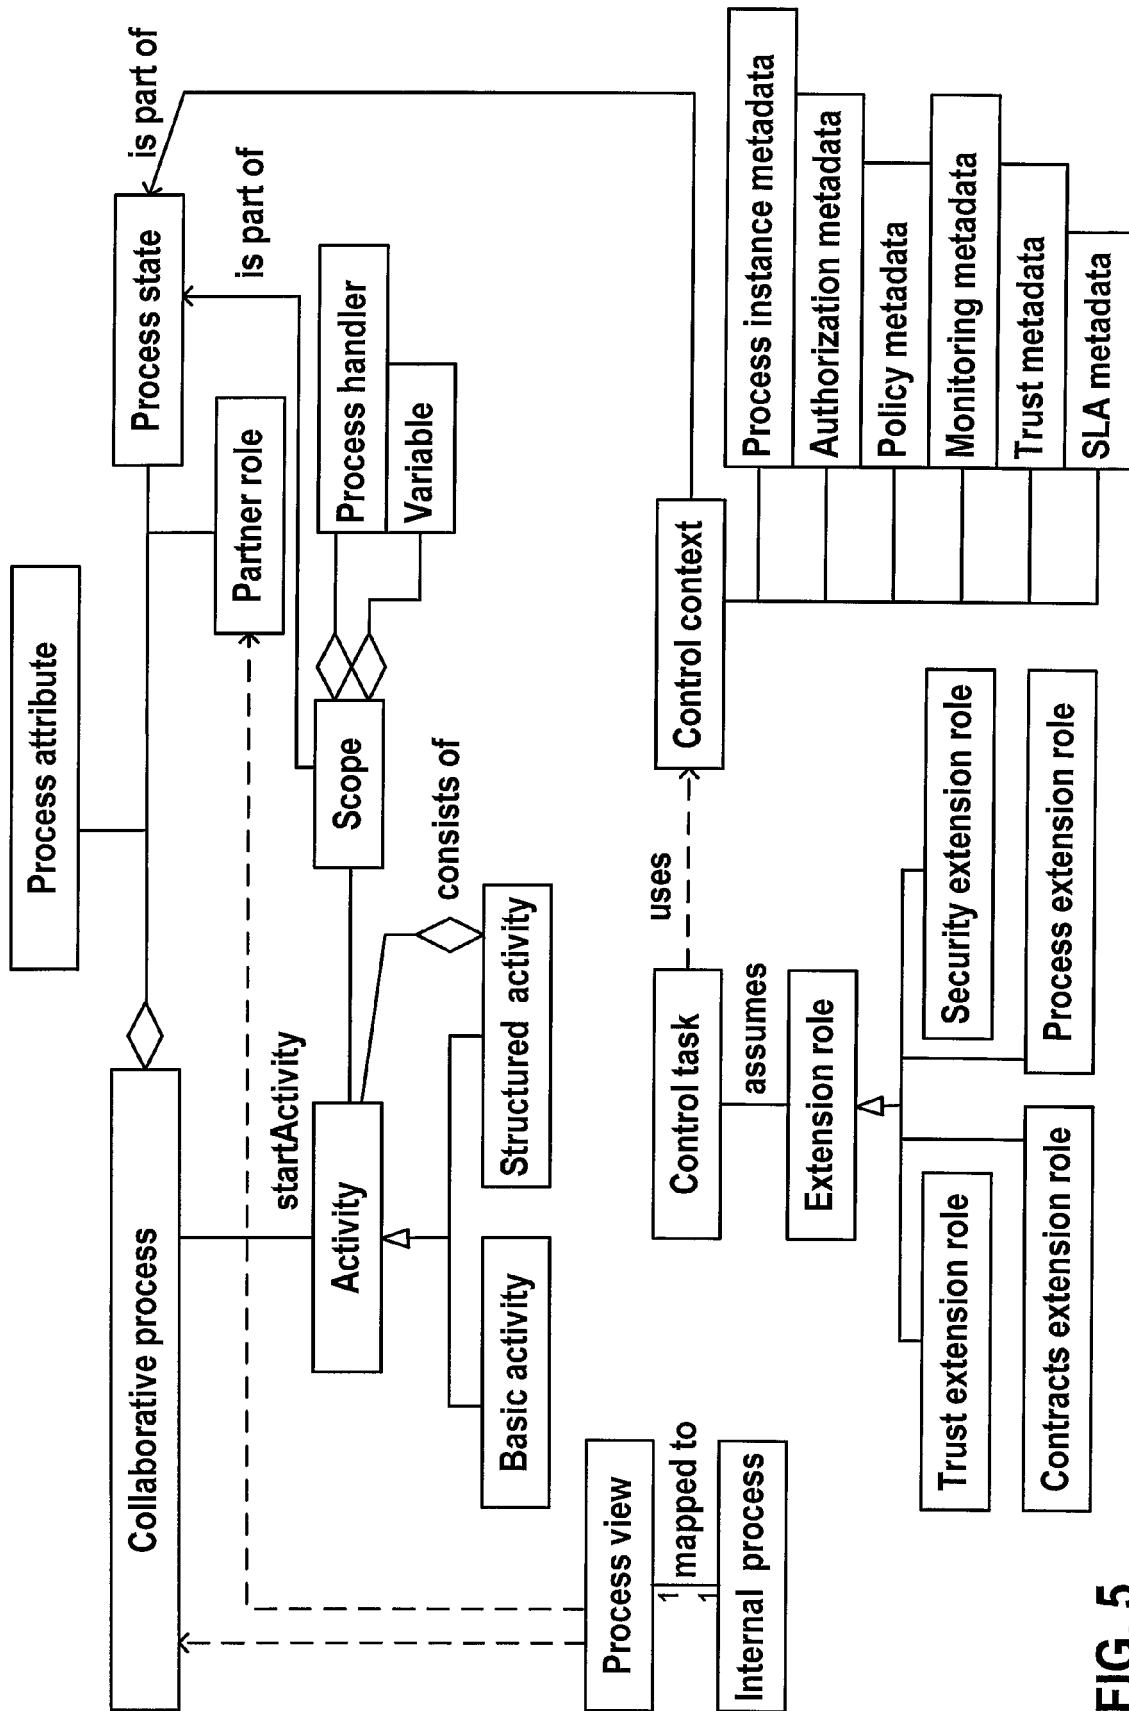 Process attribute
Collaborative process
Process state
is part of
Partner role
is part of
startActivity
Activity
Scope
Process handler
Variable
consists of
Basic activity
Structured activity
Process view
1
mapped to
1
Internal process
Control task
uses
Control context
assumes
Extension role
Trust extension role
Security extension role
Contracts extension role
Process extension role
Process instance metadata
Authorization metadata
Policy metadata
Monitoring metadata
Trust metadata
SLA metadata
FIG. 5